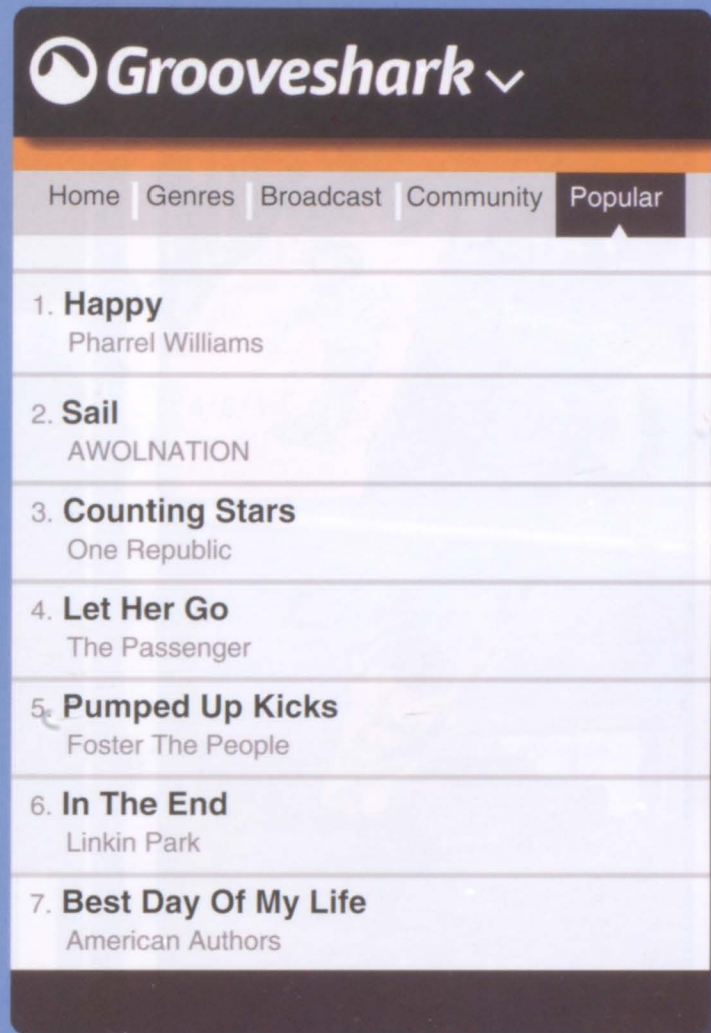 Grooveshark
Home Genres Broadcast Community Popular
1. Happy
Pharrel Williams
2. Sail
AWOLNATION
3. Counting Stars
One Republic
4. Let Her Go
The Passenger
5. Pumped Up Kicks
Foster The People
6. In The End
Linkin Park
7. Best Day Of My Life
American Authors